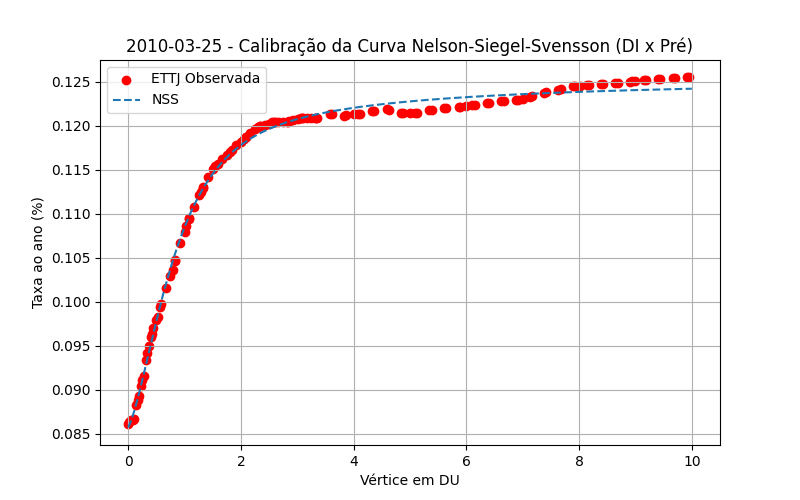 2010-03-25 - Calibração da Curva Nelson-Siegel-Svensson (DI x Pré)
ETTJ Observada
NSS
Taxa ao ano (%)
0.125
0.120
0.115
0.110
0.105
0.100
0.095
0.090
0.085
0 2 4 6 8 10
Vértice em DU